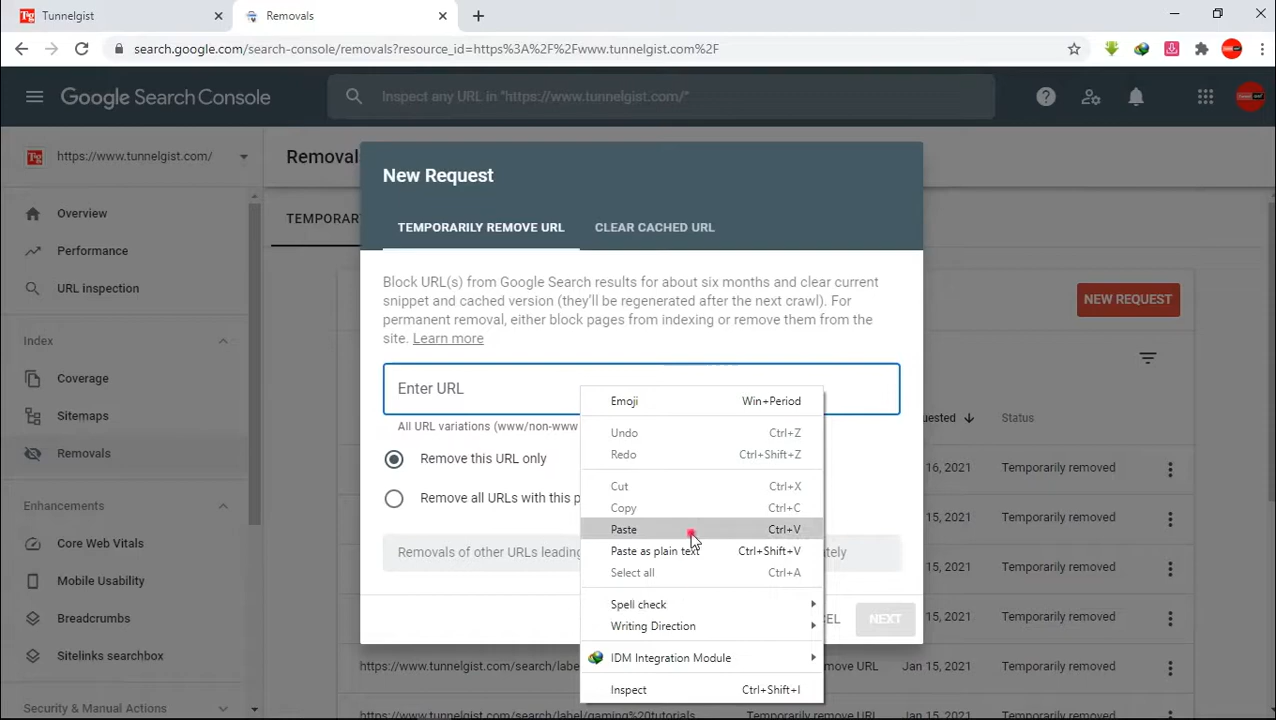 Tunnelgist
Removals
search.google.com/search-console/removals?resource_id=https%3A%2F%2Fwww.tunnelgist.com%2F
Google Search Console
Inspect any URL in "https://www.tunnelgist.com/"
https://www.tunnelgist.com/
Overview
Performance
URL inspection
Index
Coverage
Sitemaps
Removals
Enhancements
Core Web Vitals
Mobile Usability
Breadcrumbs
Sitelinks searchbox
Security & Manual Actions
Removals
TEMPORAR
NEW REQUEST
New Request
TEMPORARILY REMOVE URL CLEAR CACHED URL
Block URL(s) from Google Search results for about six months and clear current
snippet and cached version (they'll be regenerated after the next crawl). For
permanent removal, either block pages from indexing or remove them from the
site. Learn more
Enter URL
All URL variations (www/non-www
Remove this URL only
Remove all URLs with this p
Removals of other URLs leading
ately
CEL NEXT
Emoji Win+Period
Undo Ctrl+Z
Redo Ctrl+Shift+Z
Cut Ctrl+X
Copy Ctrl+C
Paste Ctrl+V
Paste as plain text Ctrl+Shift+V
Select all Ctrl+A
Spell check
Writing Direction
IDM Integration Module
Inspect Ctrl+Shift+I
uested Status
16, 2021 Temporarily removed
5, 2021 Temporarily removed
5, 2021 Temporarily removed
5, 2021 Temporarily removed
https://www.tunnelgist.com/search/label
move URL Jan 15, 2021 Temporarily removed
https://www.tunnelgist.com/search/label/gaming%20tutorials Temporarily remove URL Jan 15, 2021 Temporarily removed